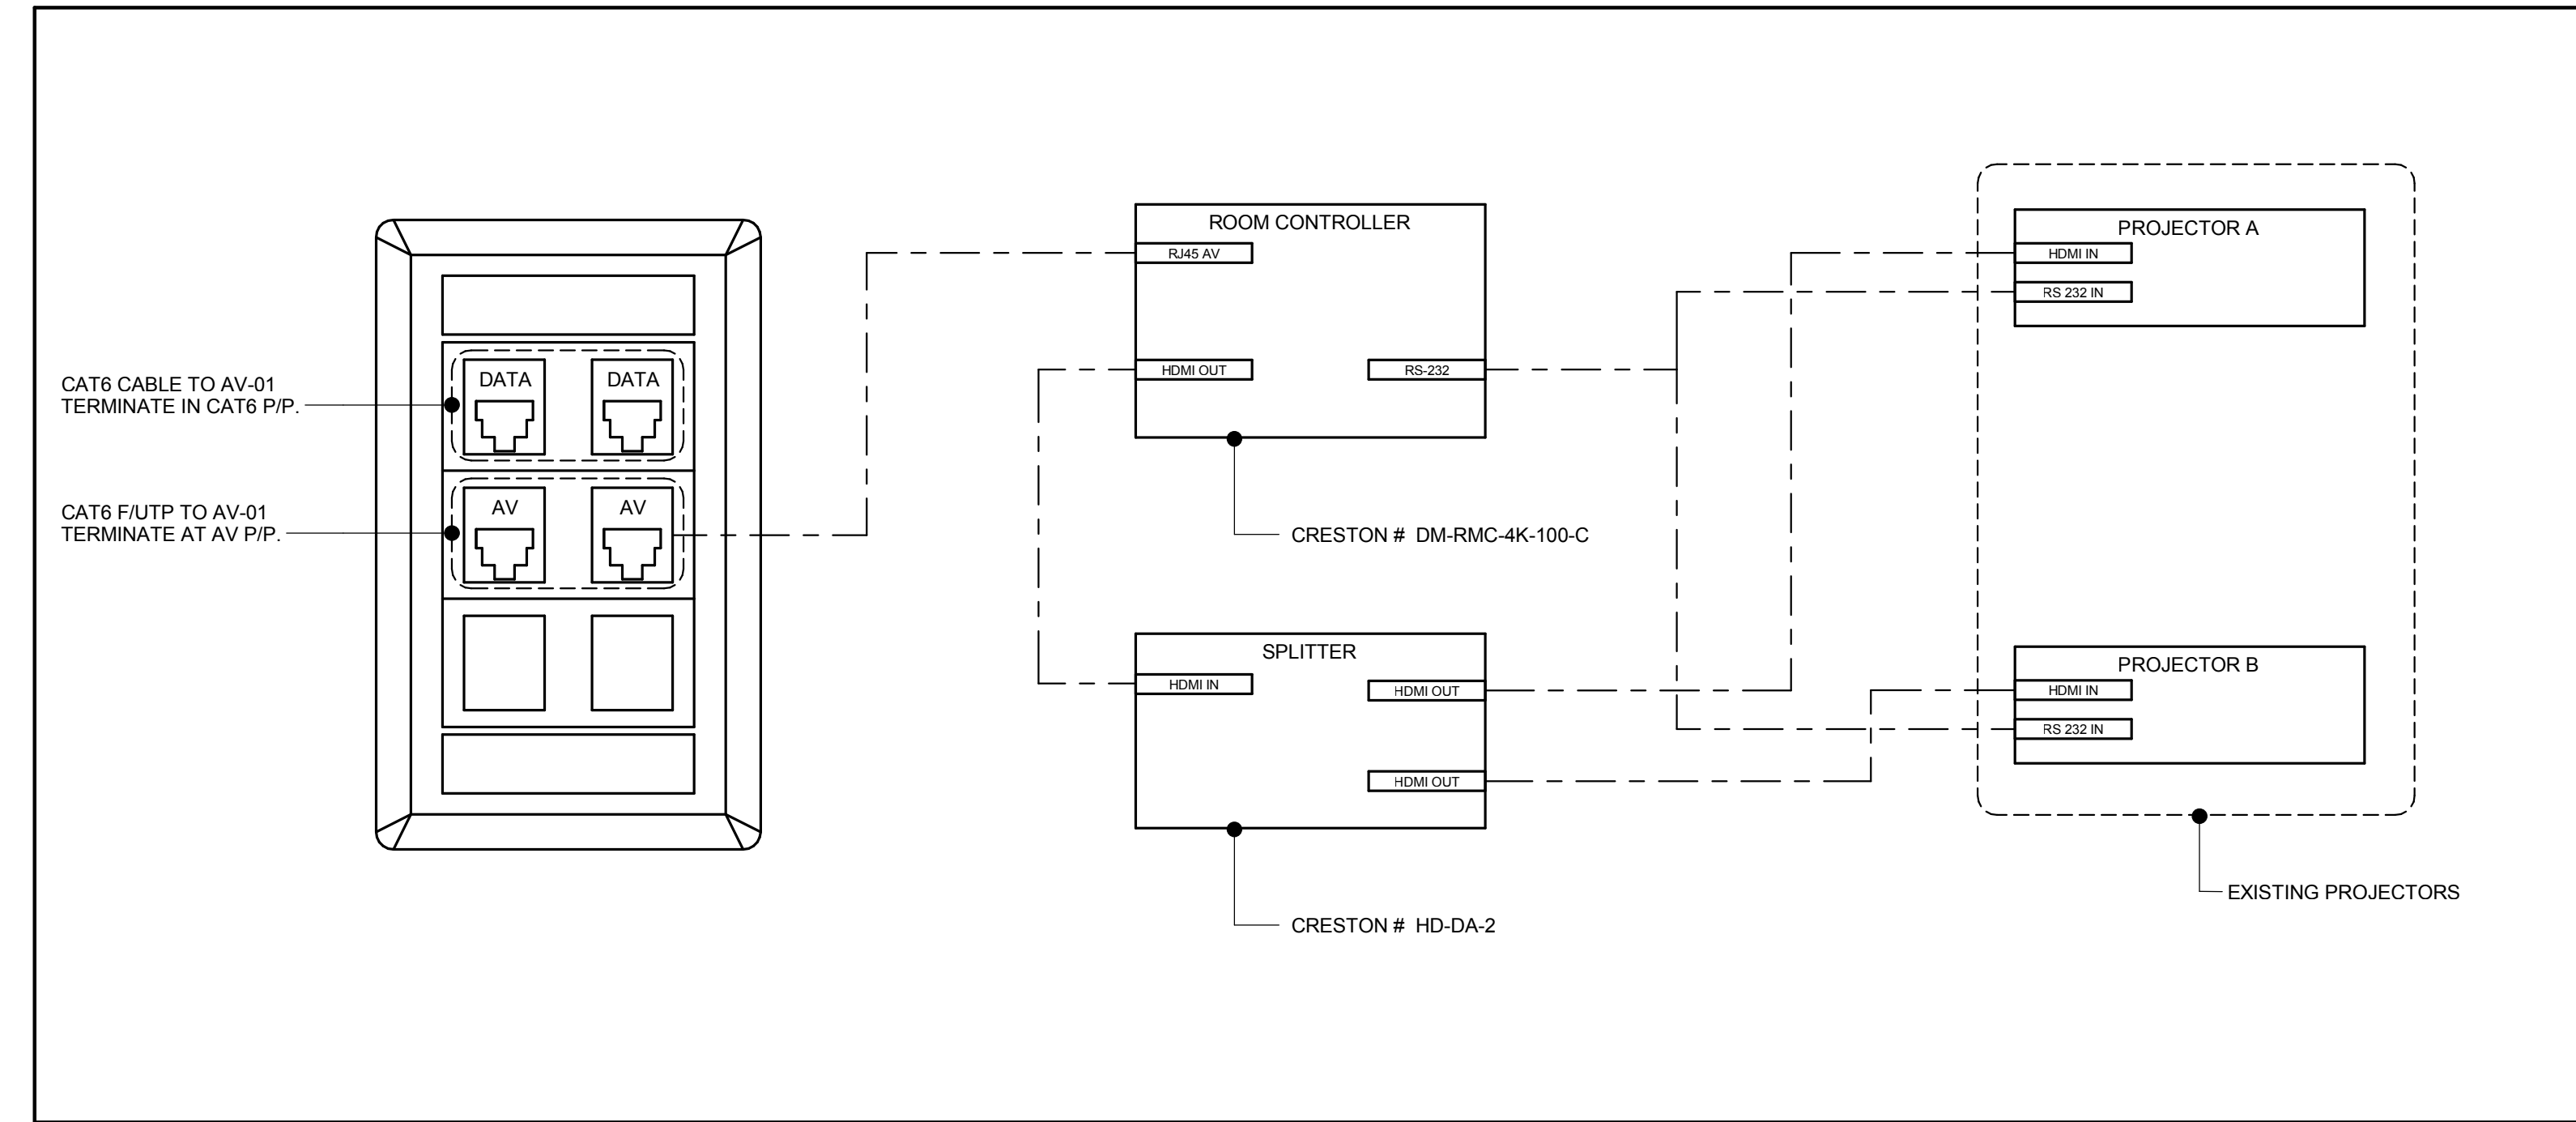 CAT6 CABLE TO AV-01
TERMINATE IN CAT6 P/P.
CAT6 F/UTP TO AV-01
TERMINATE AT AV P/P.
DATA
DATA
AV
AV
ROOM CONTROLLER
RJ45 AV
HDMI OUT
RS-232
CRESTON # DM-RMC-4K-100-C
SPLITTER
HDMI IN
HDMI OUT
HDMI OUT
CRESTON # HD-DA-2
PROJECTOR A
HDMI IN
RS 232 IN
PROJECTOR B
HDMI IN
RS 232 IN
EXISTING PROJECTORS